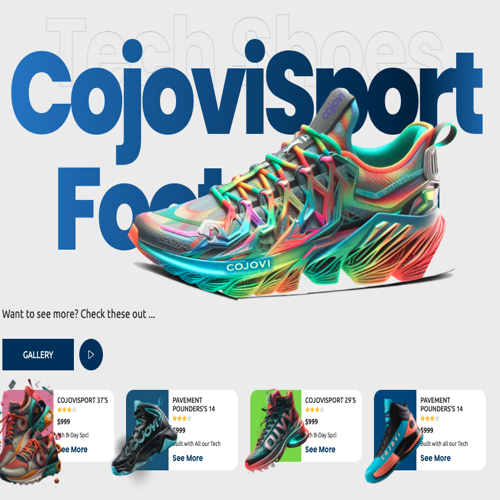 Tech Shoes
CojoviSport
Foot
COJOVI
COJOVI
Want to see more? Check these out ...
GALLERY
COJOVISPORT 37'S
$999
8-Day Spcl
See More
PAVEMENT
POUNDERS'S 14
$999
Built with All our Tech
See More
COJOVISPORT 29'S
$999
8-Day Spcl
See More
PAVEMENT
POUNDERS'S 14
$999
Built with all our Tech
See More
COJOVI